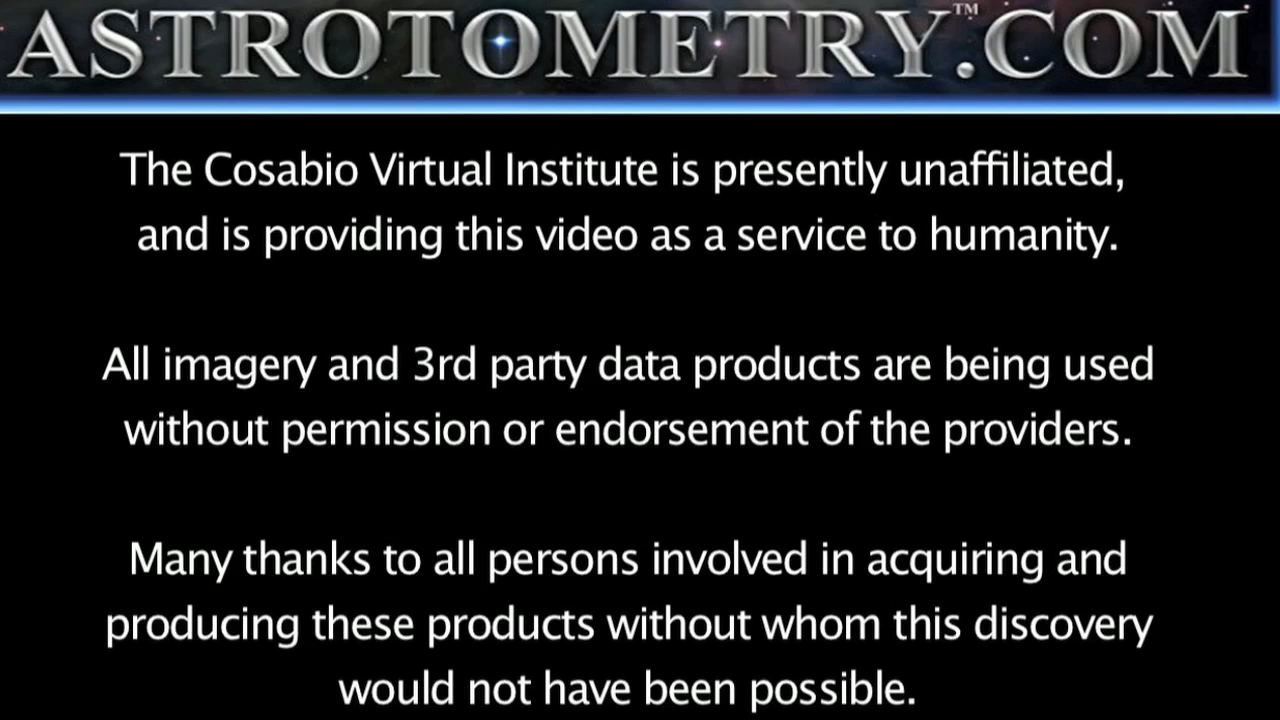 ASTROTOMETRY™.COM
The Cosabio Virtual Institute is presently unaffiliated,
and is providing this video as a service to humanity.
All imagery and 3rd party data products are being used
without permission or endorsement of the providers.
Many thanks to all persons involved in acquiring and
producing these products without whom this discovery
would not have been possible.